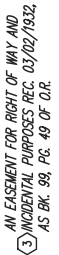 AN EASEMENT FOR RIGHT OF WAY AND
3 INCIDENTAL PURPOSES REC. 03/02/1932,
AS BK. 99, PG. 49 OF O.R.